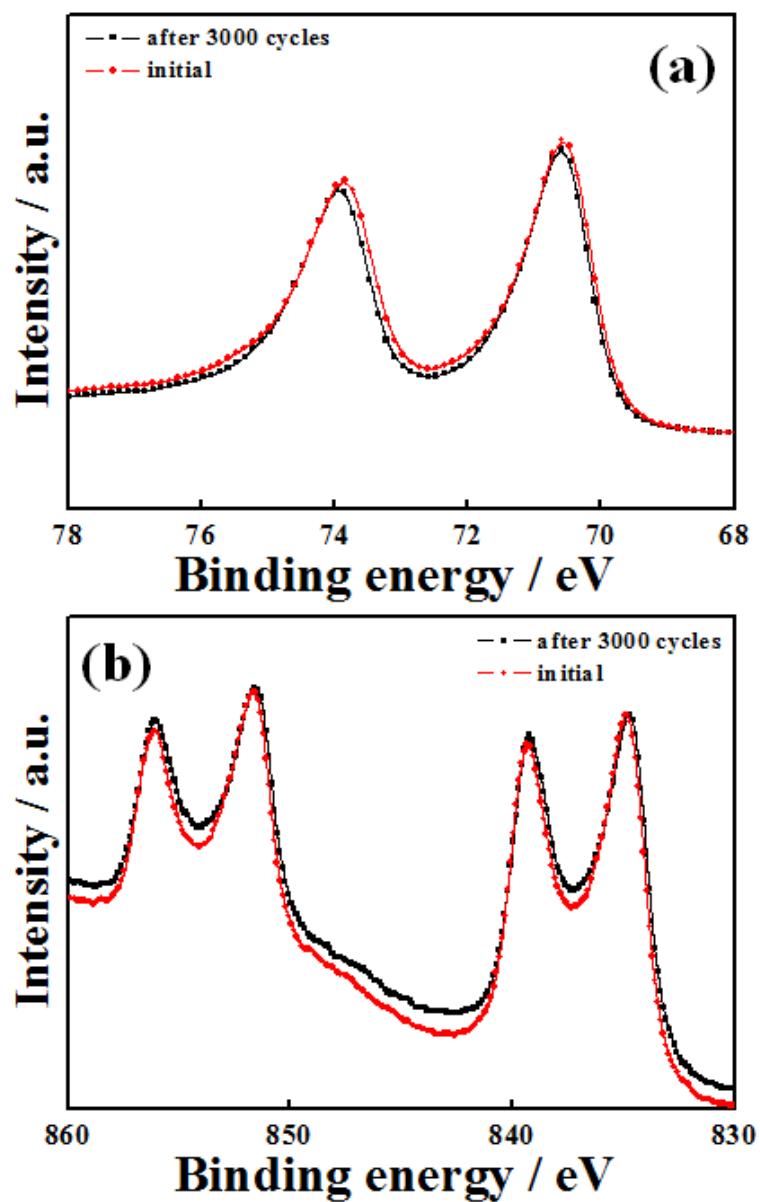 after 3000 cycles
initial
(a)
Intensity / a.u.
78 76 74 72 70 68
Binding energy / eV
(b)
after 3000 cycles
initial
Intensity / a.u.
860 850 840 830
Binding energy / eV